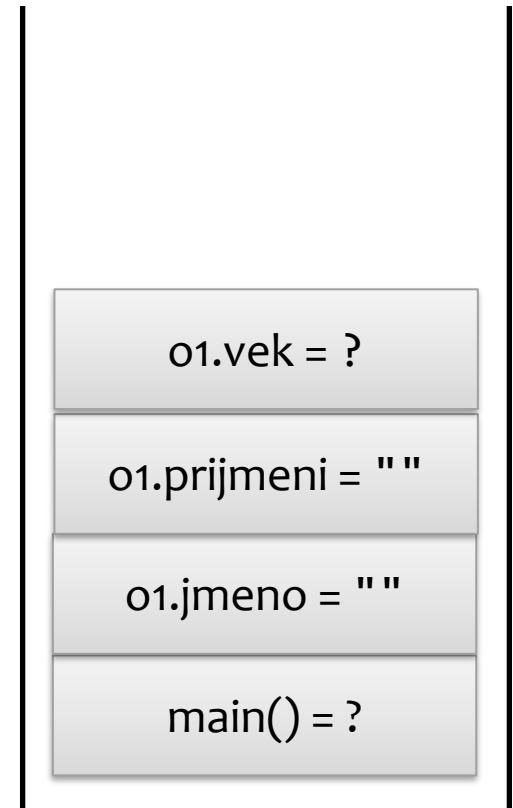 o1.vek = ?
o1.prijmeni = " "
o1.jmeno = " "
main() = ?